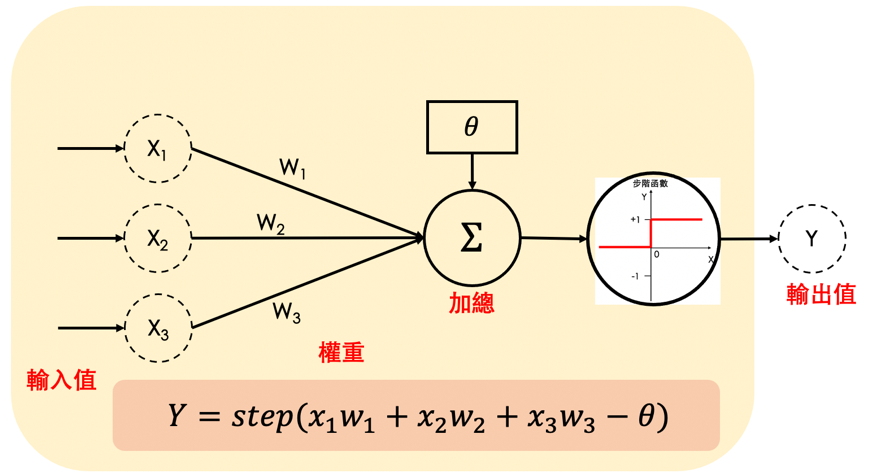 X₁
W₁
θ
X₂
W₂
Σ
加總
步階函數
Y
+1
0
X
-1
Y
輸出值
X₃
W₃
權重
輸入值
Y = step(x₁w₁ + x₂w₂ + x₃w₃ − θ)